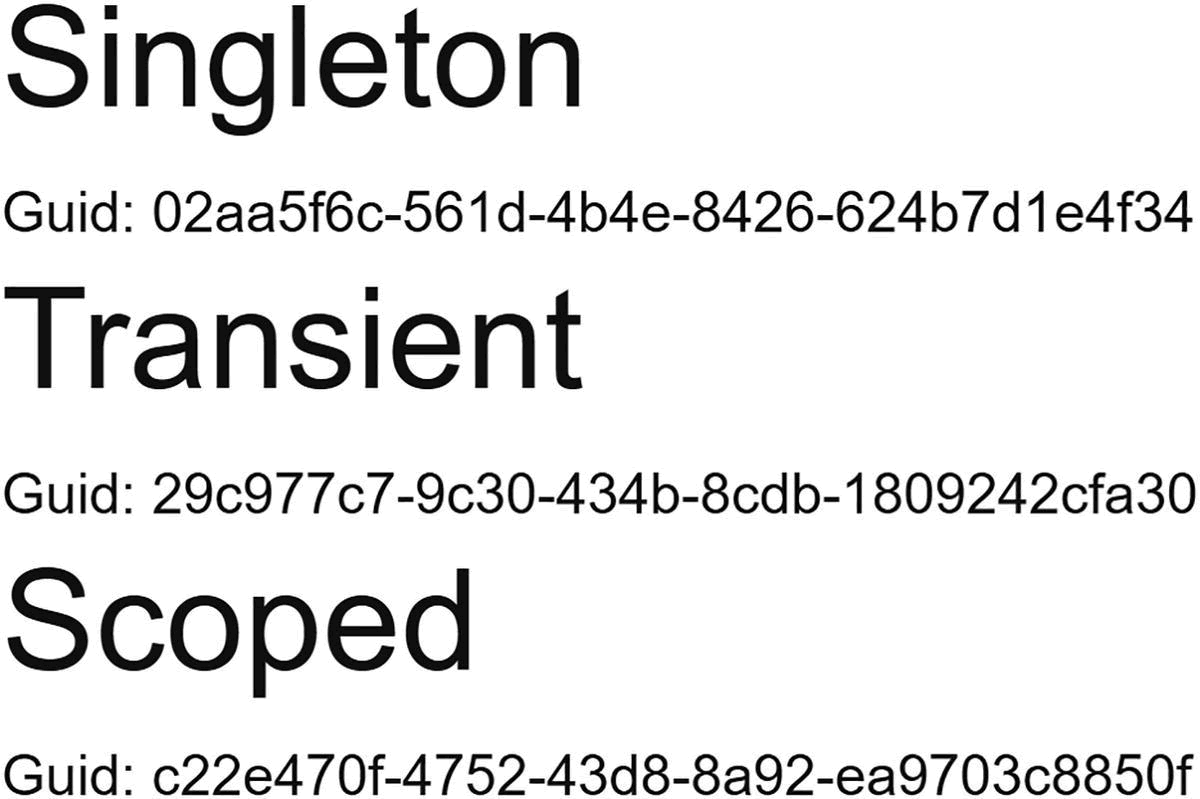 Singleton
Guid: 02aa5f6c-561d-4b4e-8426-624b7d1e4f34
Transient
Guid: 29c977c7-9c30-434b-8cdb-1809242cfa30
Scoped
Guid: c22e470f-4752-43d8-8a92-ea9703c8850f